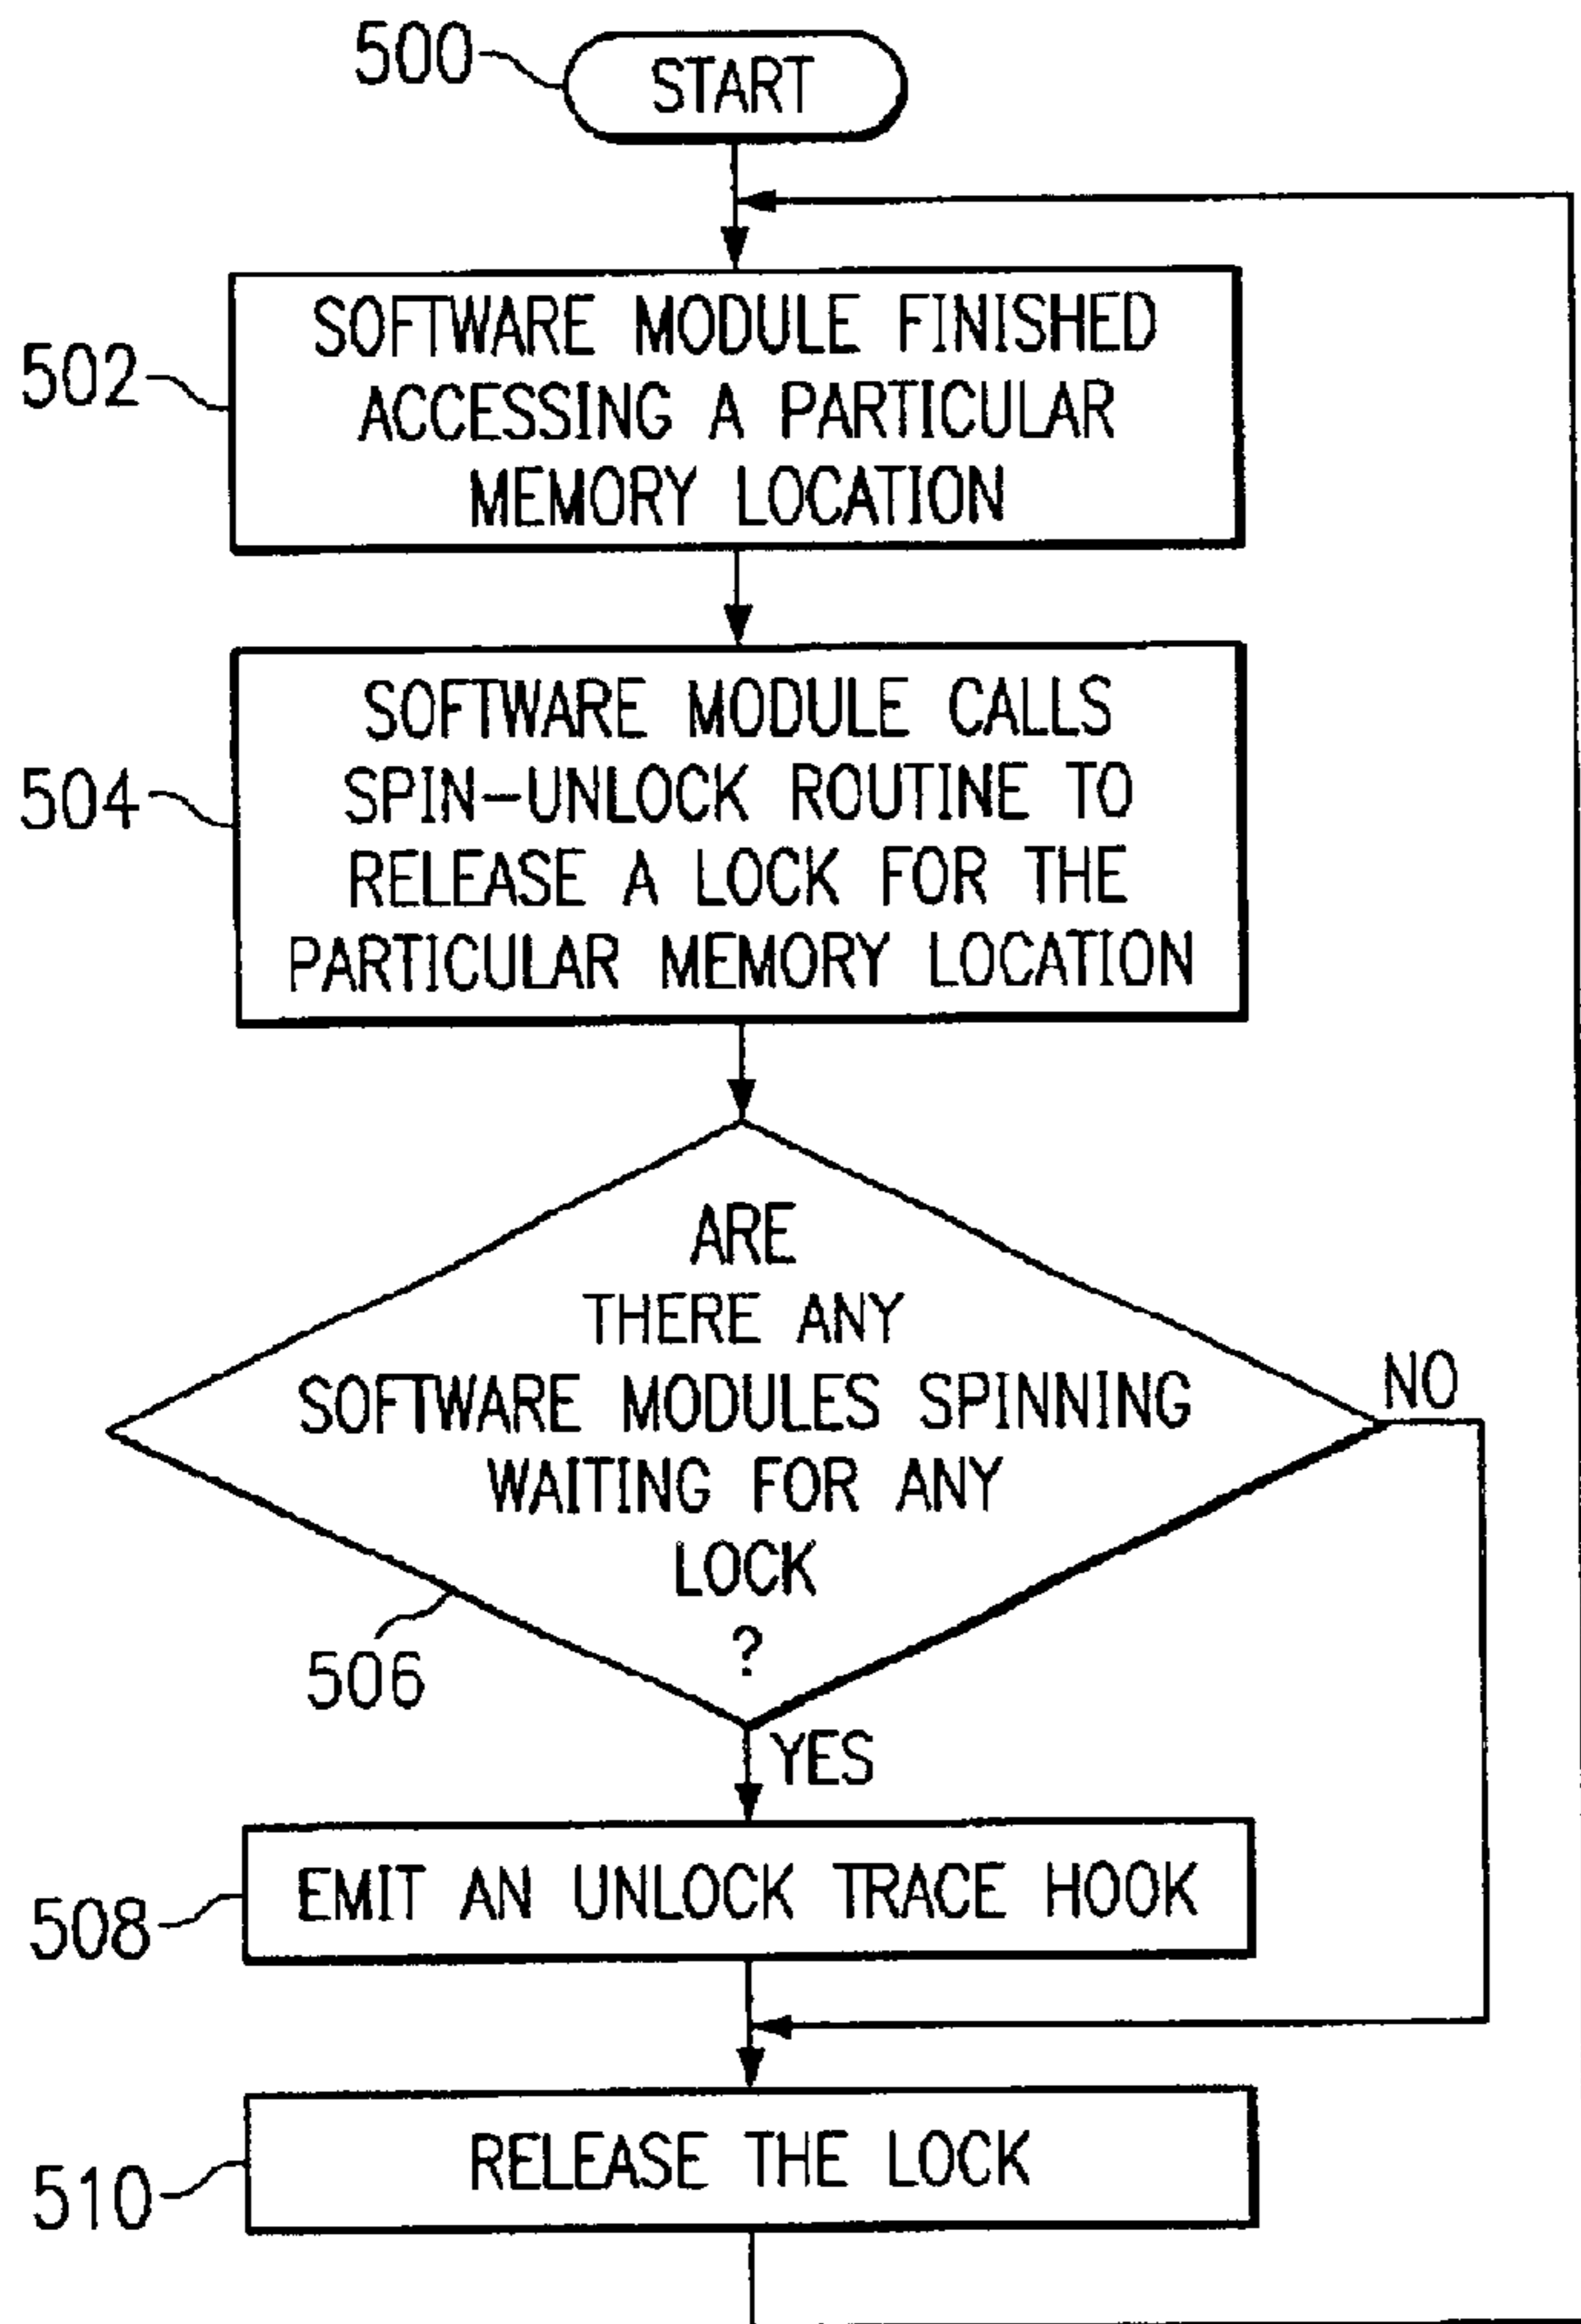 500
START
502
SOFTWARE MODULE FINISHED
ACCESSING A PARTICULAR
MEMORY LOCATION
504
SOFTWARE MODULE CALLS
SPIN-UNLOCK ROUTINE TO
RELEASE A LOCK FOR THE
PARTICULAR MEMORY LOCATION
ARE
THERE ANY
SOFTWARE MODULES SPINNING
WAITING FOR ANY
LOCK
?
NO
506
YES
508
EMIT AN UNLOCK TRACE HOOK
510
RELEASE THE LOCK